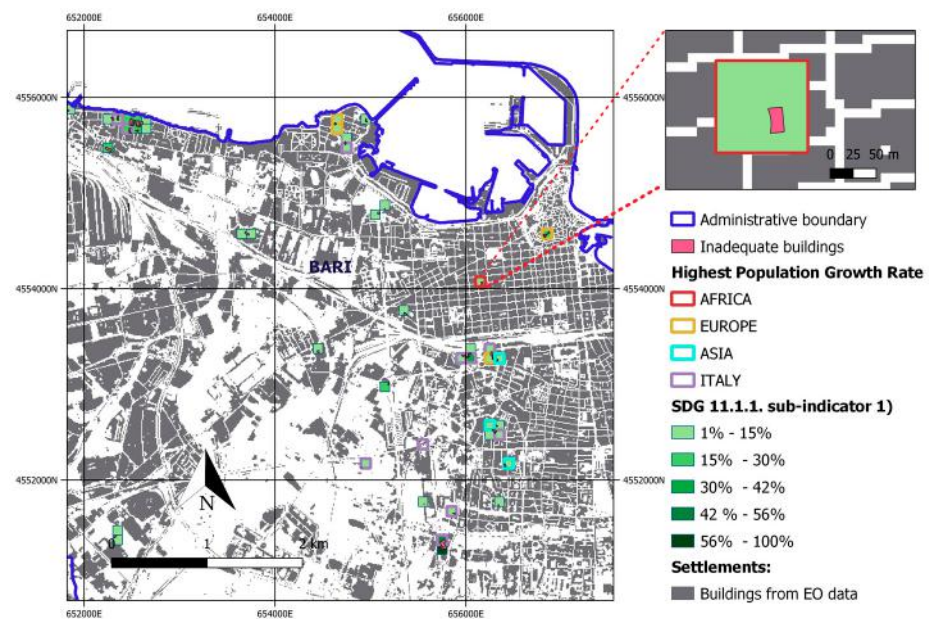 652000E 654000E 656000E
4556000N 4556000N
0 25 50 m
Administrative boundary
Inadequate buildings
Highest Population Growth Rate
BARI
4554000N 4554000N
AFRICA
EUROPE
ASIA
ITALY
SDG 11.1.1. sub-indicator 1)
1% - 15%
15% - 30%
4552000N 4552000N
30% - 42%
N
42 % - 56%
56% - 100%
0 1 2 km
Settlements:
Buildings from EO data
652000E 654000E 656000E